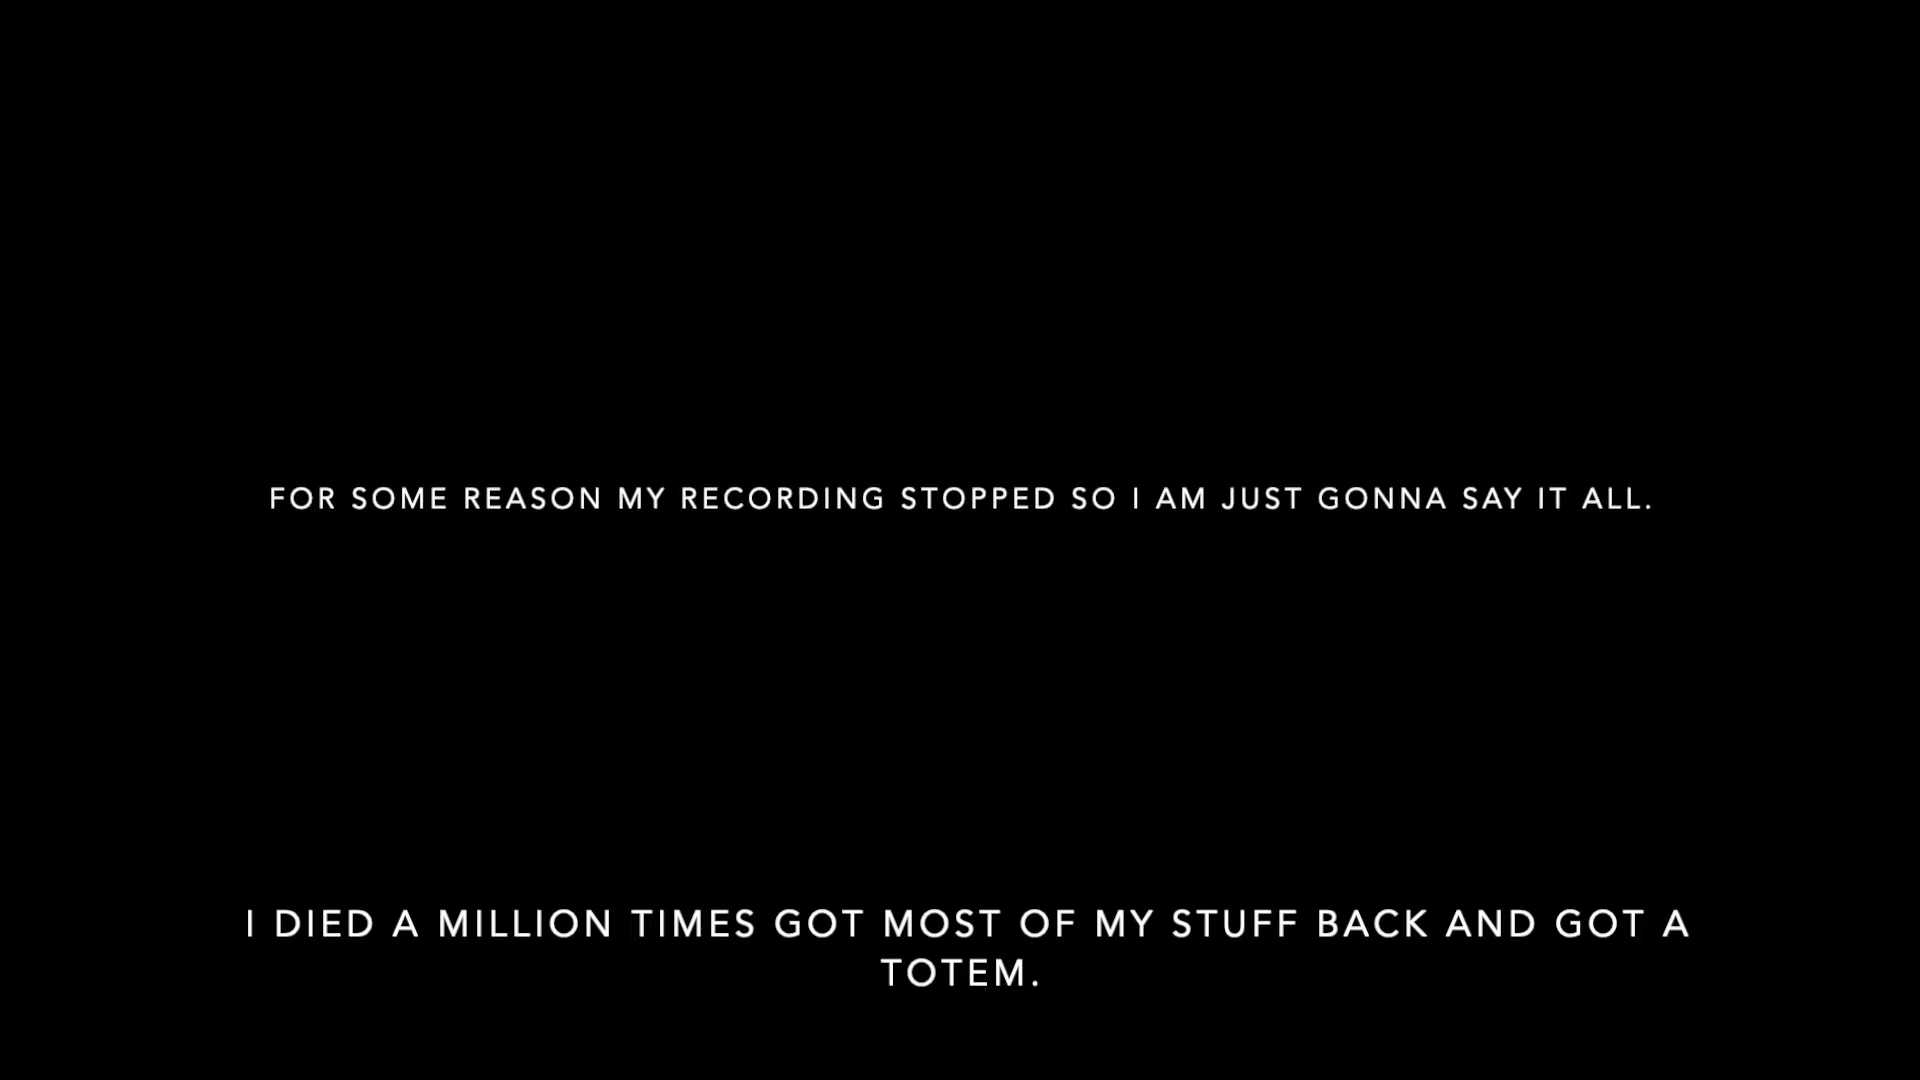 FOR SOME REASON MY RECORDING STOPPED SO I AM JUST GONNA SAY IT ALL.
I DIED A MILLION TIMES GOT MOST OF MY STUFF BACK AND GOT A
TOTEM.